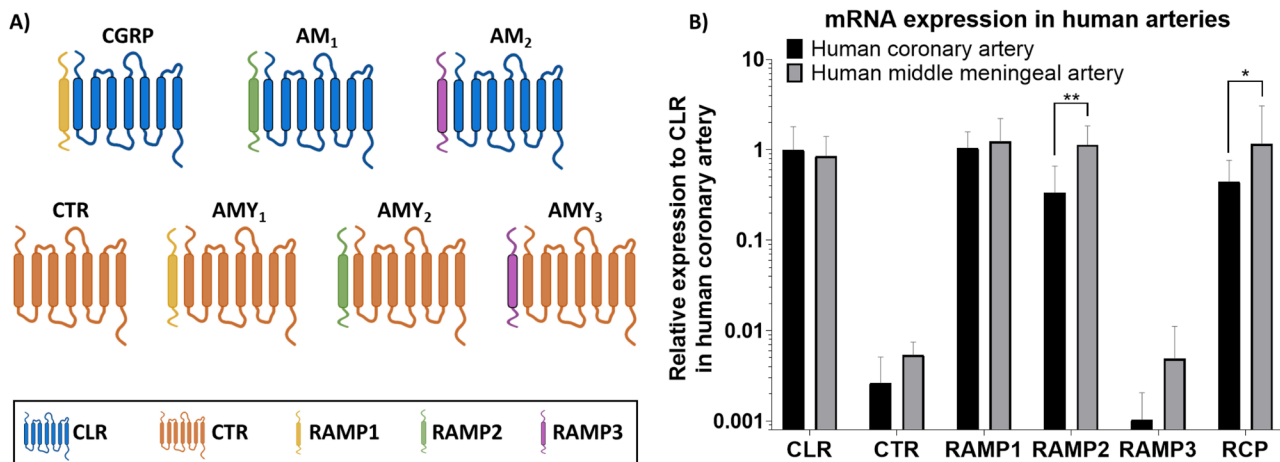 A)
CGRP
AM₁
AM₂
CTR
AMY₁
AMY₂
AMY₃
CLR
CTR
RAMP1
RAMP2
RAMP3
B)
mRNA expression in human arteries
Human coronary artery
Human middle meningeal artery
Relative expression to CLR
in human coronary artery
10
1
0.1
0.01
0.001
**
*
CLR
CTR
RAMP1
RAMP2
RAMP3
RCP